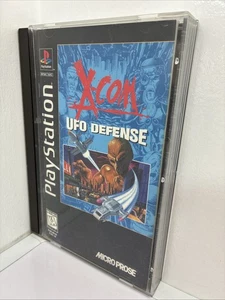 PlayStation
X-COM
UFO DEFENSE
MICROPROSE